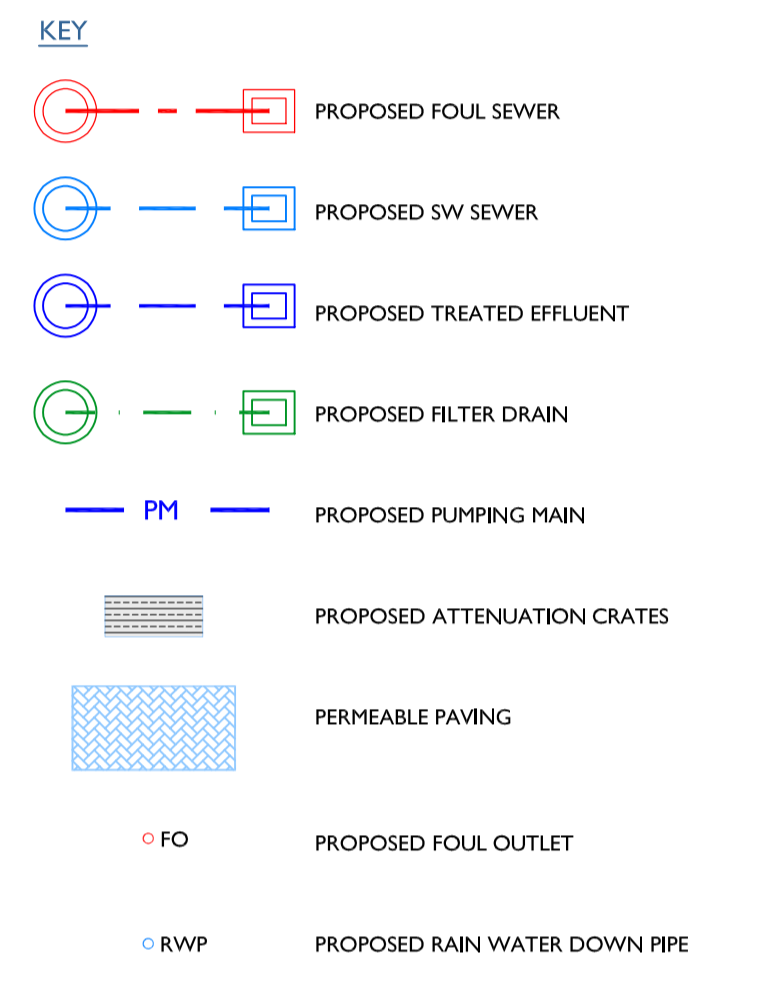 KEY
PROPOSED FOUL SEWER
PROPOSED SW SEWER
PROPOSED TREATED EFFLUENT
PROPOSED FILTER DRAIN
PM PROPOSED PUMPING MAIN
PROPOSED ATTENUATION CRATES
PERMEABLE PAVING
FO PROPOSED FOUL OUTLET
RWP PROPOSED RAIN WATER DOWN PIPE